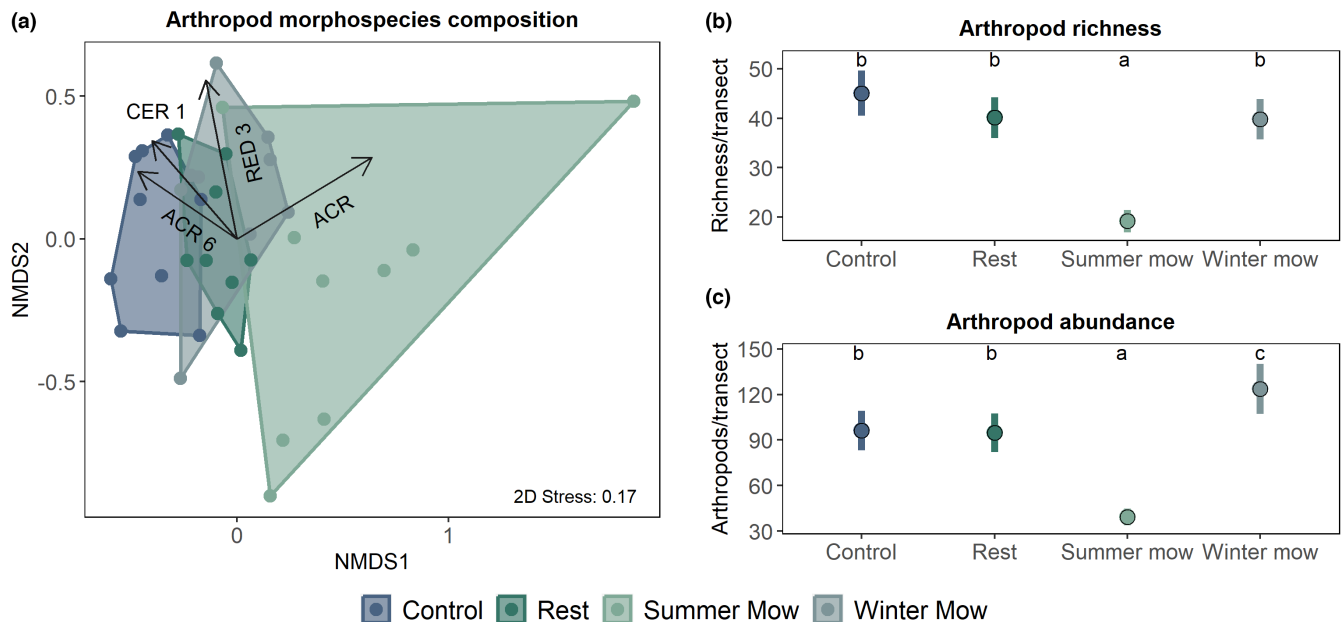 (a)
Arthropod morphospecies composition
NMDS2
0.5
0.0
-0.5
CER 1
RED 3
ACR
ACR 6
2D Stress: 0.17
0
1
NMDS1
(b)
Arthropod richness
Richness/transect
50
40
30
20
b
b
a
b
Control
Rest
Summer mow
Winter mow
(c)
Arthropod abundance
Arthropods/transect
150
120
90
60
30
b
b
a
c
Control
Rest
Summer mow
Winter mow
Control
Rest
Summer Mow
Winter Mow